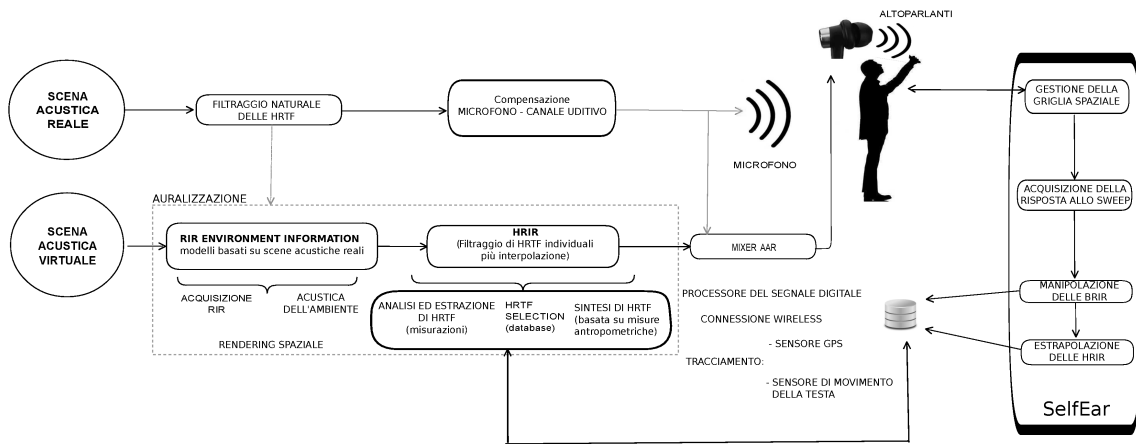 ALTOPARLANTI
SCENA
ACUSTICA
REALE
FILTRAGGIO NATURALE
DELLE HRTF
Compensazione
MICROFONO - CANALE UDITIVO
MICROFONO
GESTIONE DELLA
GRIGLIA SPAZIALE
ACQUISIZIONE DELLA
RISPOSTA ALLO SWEEP
MANIPOLAZIONE
DELLE BRIR
ESTRAPOLAZIONE
DELLE HRIR
SelfEar
AURALIZZAZIONE
SCENA
ACUSTICA
VIRTUALE
RIR ENVIRONMENT INFORMATION
modelli basati su scene acustiche reali
HRIR
(Filtraggio di HRTF individuali
più interpolazione)
MIXER AAR
ACQUISIZIONE
RIR
ACUSTICA
DELL'AMBIENTE
ANALISI ED ESTRAZIONE
DI HRTF
(misurazioni)
HRTF
SELECTION
(database)
SINTESI DI HRTF
(basata su misure
antropometriche)
RENDERING SPAZIALE
PROCESSORE DEL SEGNALE DIGITALE
CONNESSIONE WIRELESS
- SENSORE GPS
TRACCIAMENTO:
- SENSORE DI MOVIMENTO
DELLA TESTA